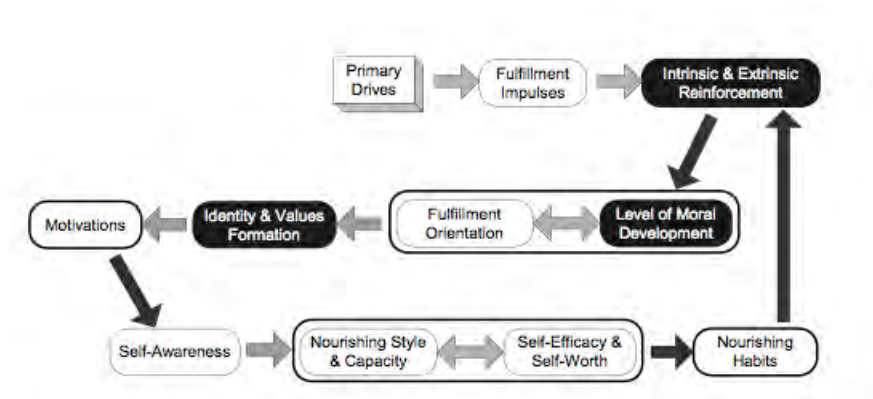 Primary
Drives
Fulfillment
Impulses
Intrinsic & Extrinsic
Reinforcement
Motivations
Identity & Values
Formation
Fulfillment
Orientation
Level of Moral
Development
Self-Awareness
Nourishing Style
& Capacity
Self-Efficacy &
Self-Worth
Nourishing
Habits